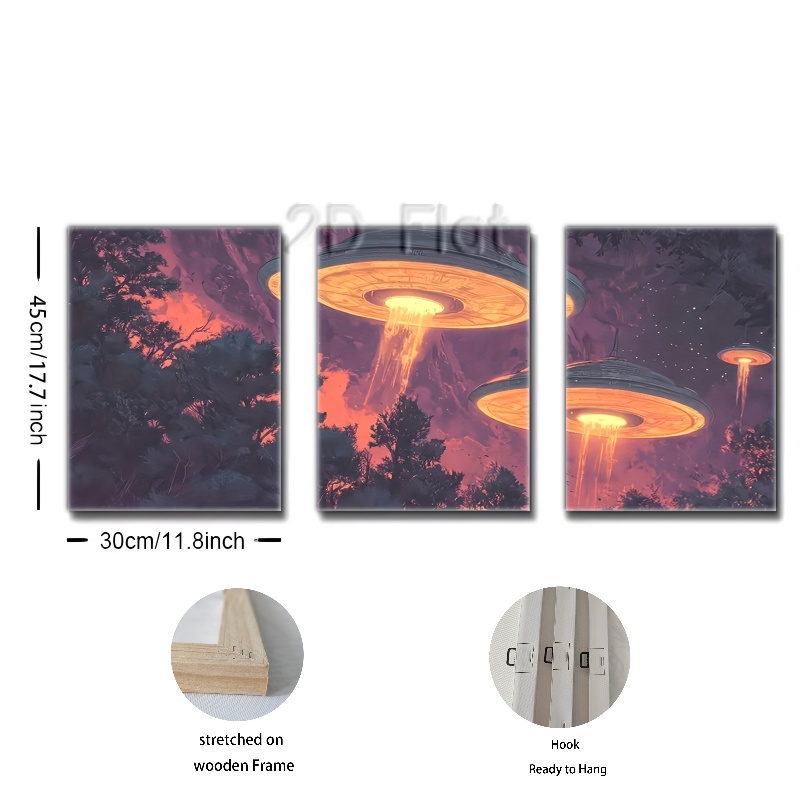 2D Flat
45cm/17.7inch
30cm/11.8inch
stretched on
wooden Frame
Hook
Ready to Hang